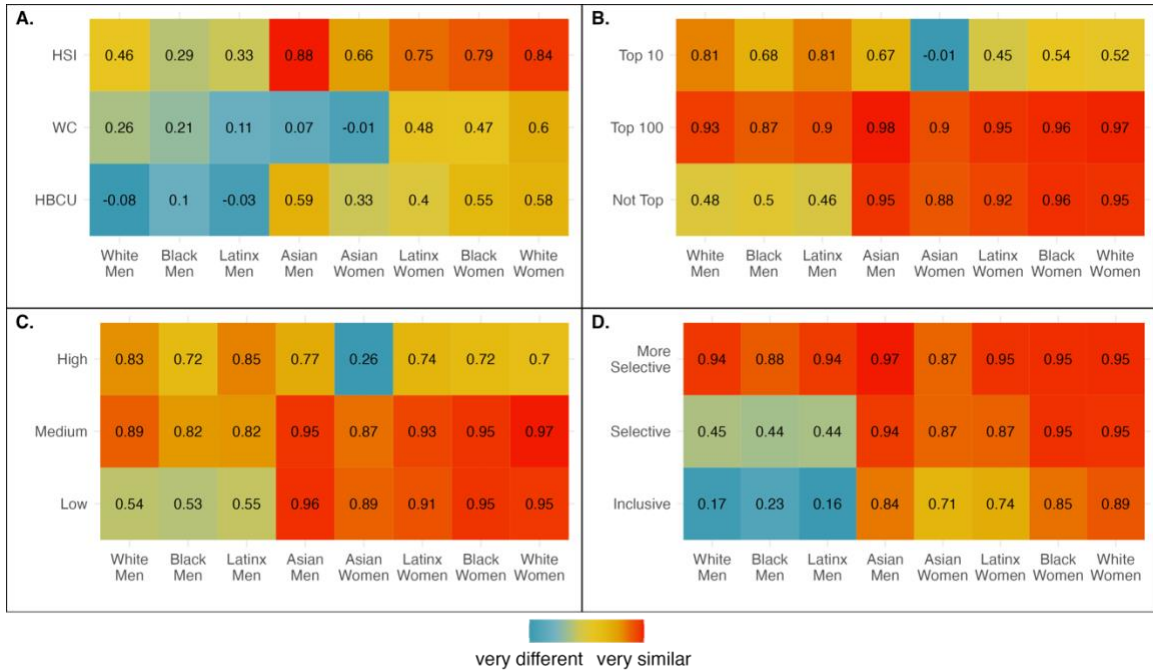 A.
HSI 0.46 0.29 0.33 0.88 0.66 0.75 0.79 0.84
WC 0.26 0.21 0.11 0.07 -0.01 0.48 0.47 0.6
HBCU -0.08 0.1 -0.03 0.59 0.33 0.4 0.55 0.58
White Black Latinx Asian Asian Latinx Black White
Men Men Men Men Women Women Women Women
B.
Top 10 0.81 0.68 0.81 0.67 -0.01 0.45 0.54 0.52
Top 100 0.93 0.87 0.9 0.98 0.9 0.95 0.96 0.97
Not Top 0.48 0.5 0.46 0.95 0.88 0.92 0.96 0.95
White Black Latinx Asian Asian Latinx Black White
Men Men Men Men Women Women Women Women
C.
High 0.83 0.72 0.85 0.77 0.26 0.74 0.72 0.7
Medium 0.89 0.82 0.82 0.95 0.87 0.93 0.95 0.97
Low 0.54 0.53 0.55 0.96 0.89 0.91 0.95 0.95
White Black Latinx Asian Asian Latinx Black White
Men Men Men Men Women Women Women Women
D.
More
Selective 0.94 0.88 0.94 0.97 0.87 0.95 0.95 0.95
Selective 0.45 0.44 0.44 0.94 0.87 0.87 0.95 0.95
Inclusive 0.17 0.23 0.16 0.84 0.71 0.74 0.85 0.89
White Black Latinx Asian Asian Latinx Black White
Men Men Men Men Women Women Women Women
very different very similar